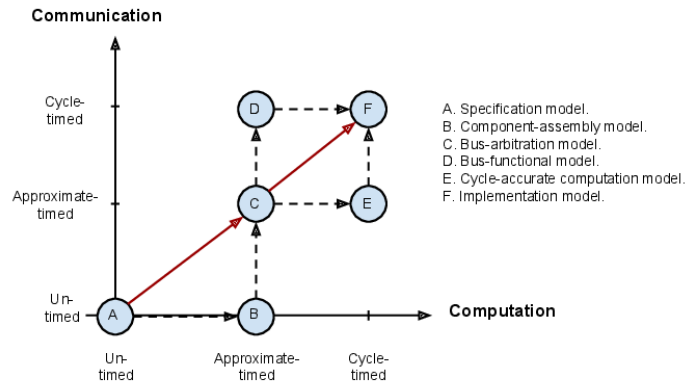 Communication
Cycle-
timed
D
F
A. Specification model.
B. Component-assembly model.
C. Bus-arbitration model.
D. Bus-functional model.
E. Cycle-accurate computation model.
F. Implementation model.
Approximate-
timed
C
E
Un-
timed
A
B
Computation
Un-
timed
Approximate-
timed
Cycle-
timed